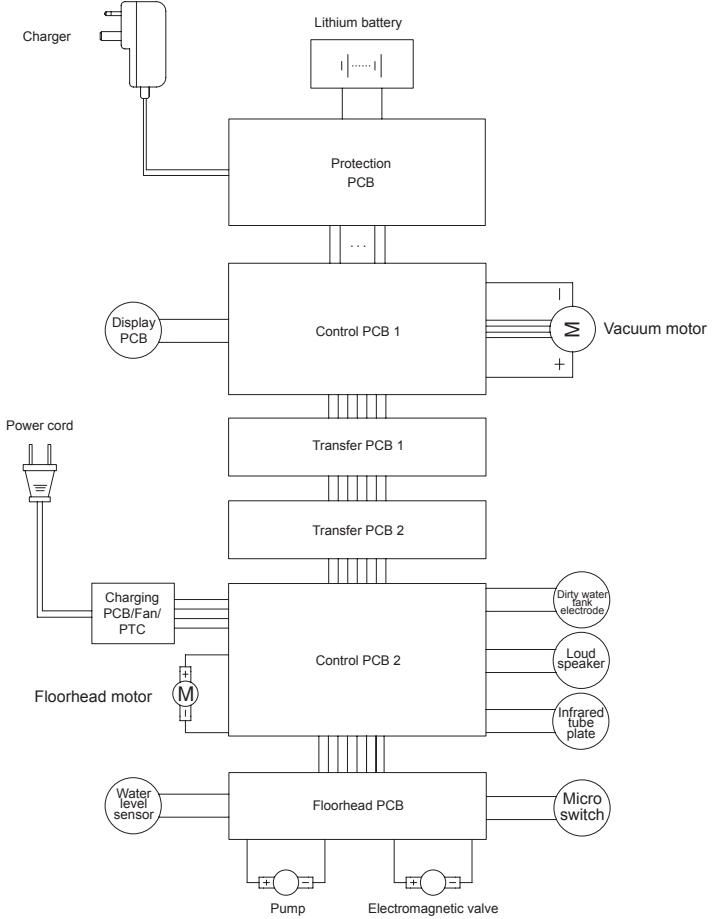 Lithium battery
Charger
Protection
PCB
Display
PCB
Control PCB 1
M
Vacuum motor
Transfer PCB 1
Power cord
Transfer PCB 2
Charging
PCB/Fan/
PTC
Dirty water
tank
electrode
Control PCB 2
Loud
speaker
Floorhead motor
M
Infrared
tube
plate
Water
level
sensor
Floorhead PCB
Micro
switch
Pump
Electromagnetic valve